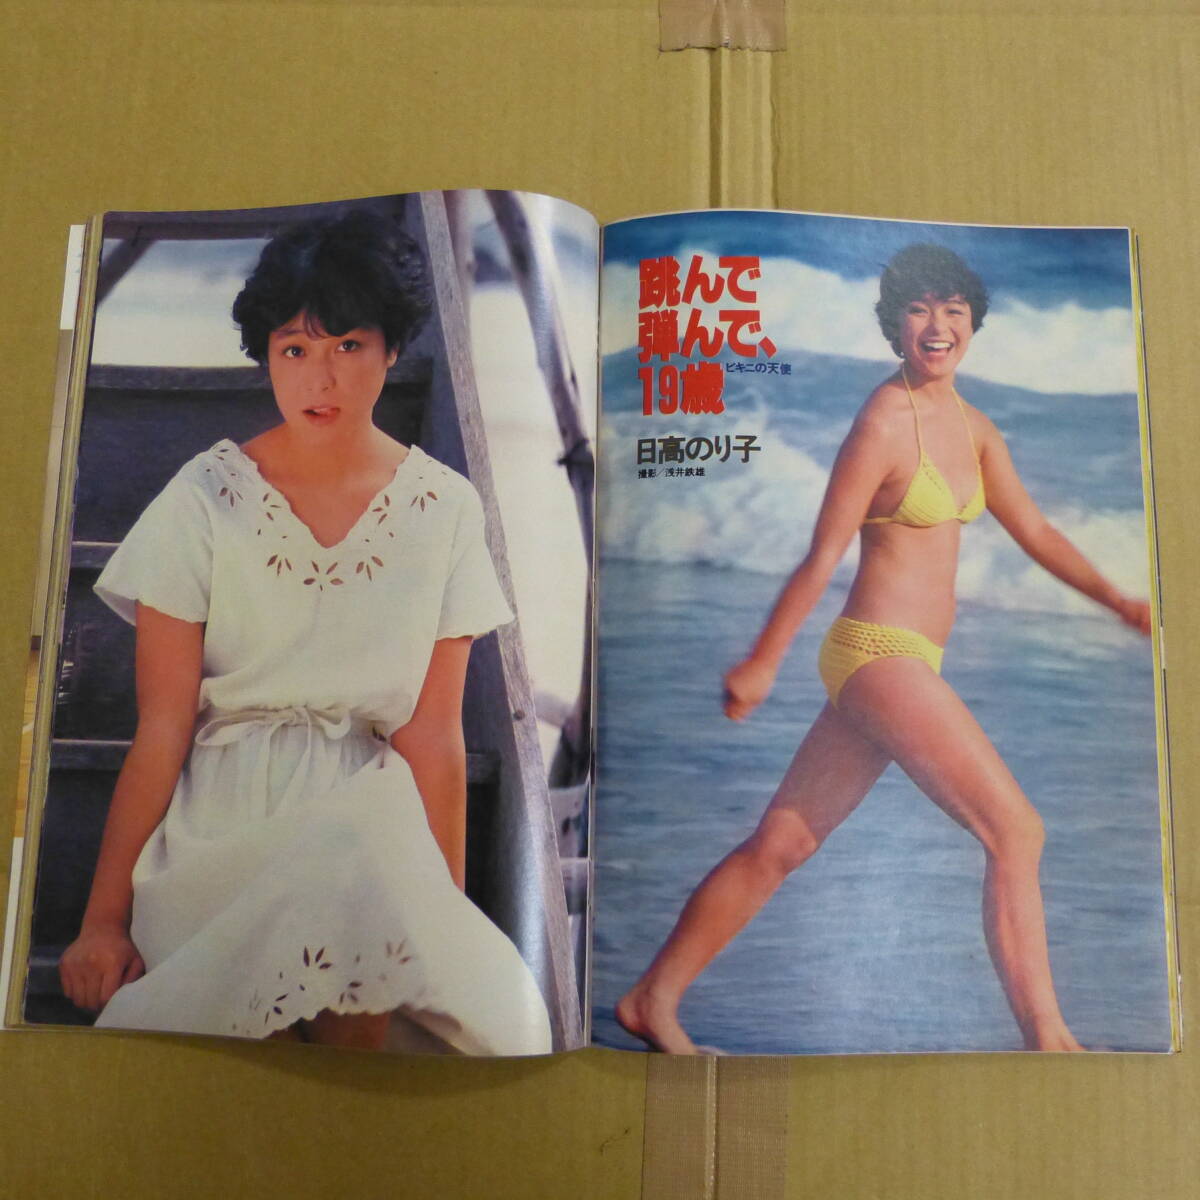 跳んで
弾んで、
19歳
ビキニの天使
日高のり子
撮影/浅井鉄雄